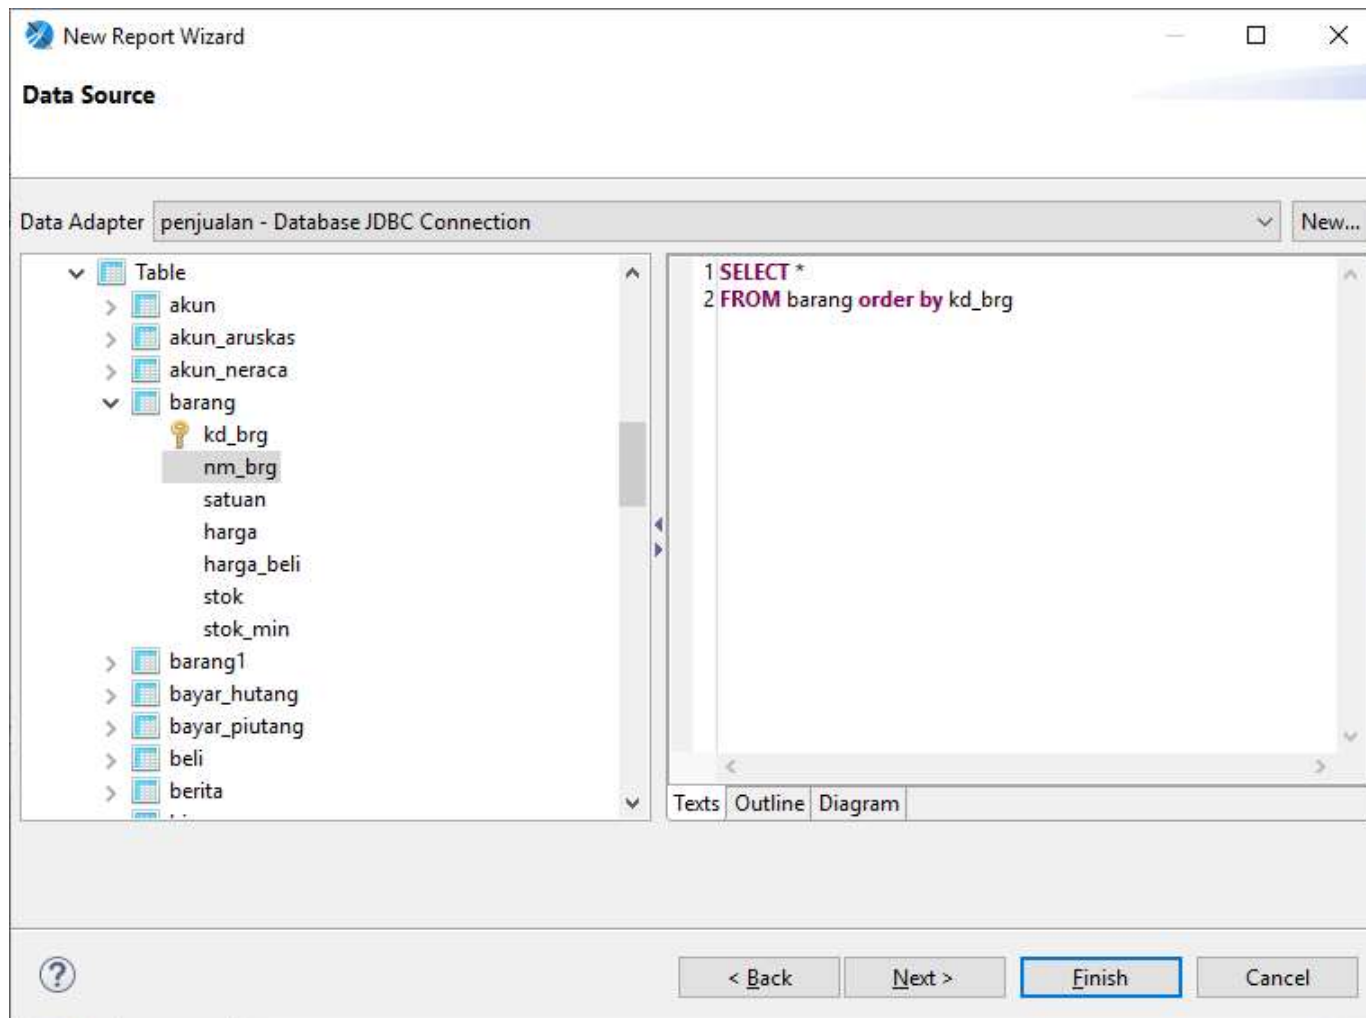 New Report Wizard
Data Source
Data Adapter penjualan - Database JDBC Connection New...
Table
akun
akun_aruskas
akun_neraca
barang
kd_brg
nm_brg
satuan
harga
harga_beli
stok
stok_min
barang1
bayar_hutang
bayar_piutang
beli
berita
1 SELECT *
2 FROM barang order by kd_brg
Texts Outline Diagram
< Back Next > Finish Cancel